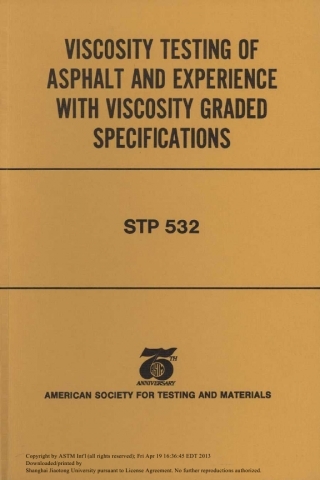 VISCOSITY TESTING OF
ASPHALT AND EXPERIENCE
WITH VISCOSITY GRADED
SPECIFICATIONS
STP 532
75TH
ANNIVERSARY
AMERICAN SOCIETY FOR TESTING AND MATERIALS
Copyright by ASTM Int'l (all rights reserved); Fri Apr 19 16:36:45 EDT 2013
Downloaded/printed by
Shanghai Jiaotong University pursuant to License Agreement. No further reproductions authorized.